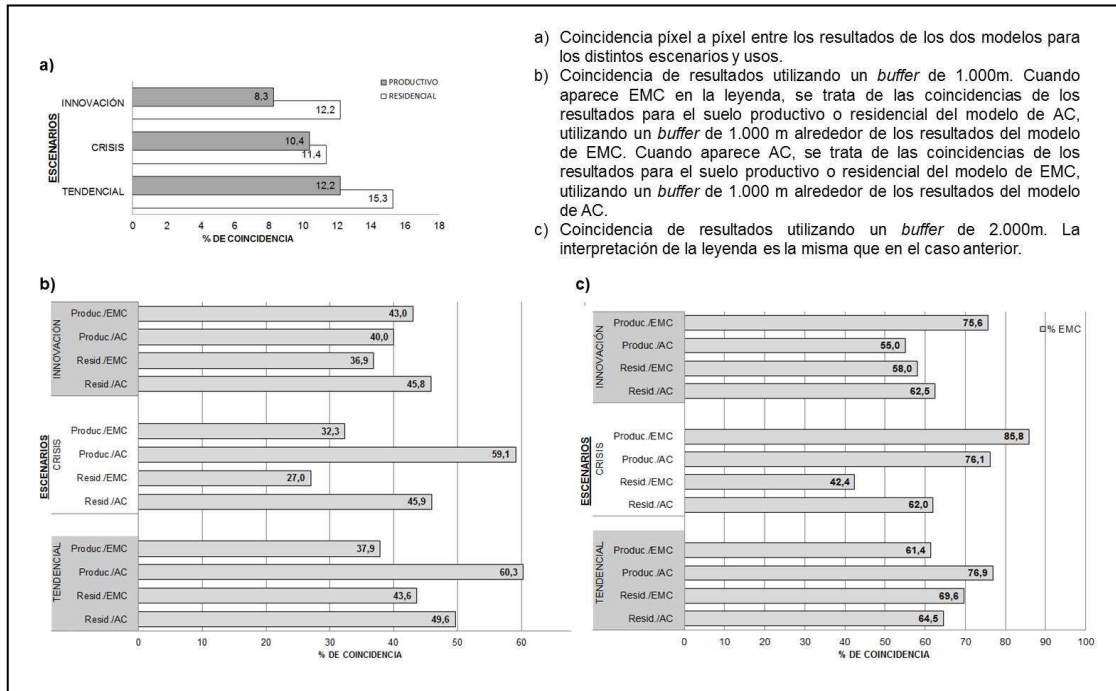 a)
PRODUCTIVO
RESIDENCIAL
ESCENARIOS
INNOVACIÓN
8,3
12,2
CRISIS
10,4
11,4
TENDENCIAL
12,2
15,3
0 2 4 6 8 10 12 14 16 18
% DE COINCIDENCIA
a) Coincidencia píxel a píxel entre los resultados de los dos modelos para
los distintos escenarios y usos.
b) Coincidencia de resultados utilizando un buffer de 1.000m. Cuando
aparece EMC en la leyenda, se trata de las coincidencias de los
resultados para el suelo productivo o residencial del modelo de AC,
utilizando un buffer de 1.000 m alrededor de los resultados del modelo
de EMC. Cuando aparece AC, se trata de las coincidencias de los
resultados para el suelo productivo o residencial del modelo de EMC,
utilizando un buffer de 1.000 m alrededor de los resultados del modelo
de AC.
c) Coincidencia de resultados utilizando un buffer de 2.000m. La
interpretación de la leyenda es la misma que en el caso anterior.
b)
ESCENARIOS
INNOVACIÓN
Produc./EMC 43,0
Produc./AC 40,0
Resid./EMC 36,9
Resid./AC 45,8
CRISIS
Produc./EMC 32,3
Produc./AC 59,1
Resid./EMC 27,0
Resid./AC 45,9
TENDENCIAL
Produc./EMC 37,9
Produc./AC 60,3
Resid./EMC 43,6
Resid./AC 49,6
0 10 20 30 40 50 60
% DE COINCIDENCIA
c)
% EMC
ESCENARIOS
INNOVACIÓN
Produc./EMC 75,6
Produc./AC 55,0
Resid./EMC 58,0
Resid./AC 62,5
CRISIS
Produc./EMC 85,8
Produc./AC 76,1
Resid./EMC 42,4
Resid./AC 62,0
TENDENCIAL
Produc./EMC 61,4
Produc./AC 76,9
Resid./EMC 69,6
Resid./AC 64,5
0 10 20 30 40 50 60 70 80 90 100
% DE COINCIDENCIA